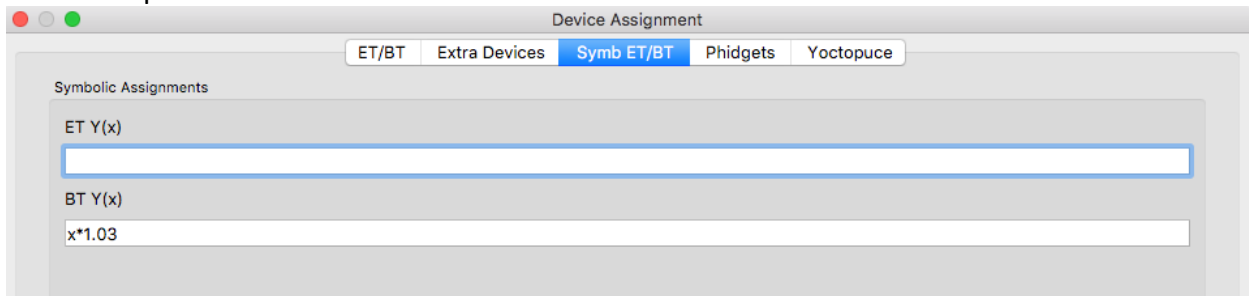 Device Assignment
ET/BT Extra Devices Symb ET/BT Phidgets Yoctopuce
Symbolic Assignments
ET Y(x)
BT Y(x)
x*1.03